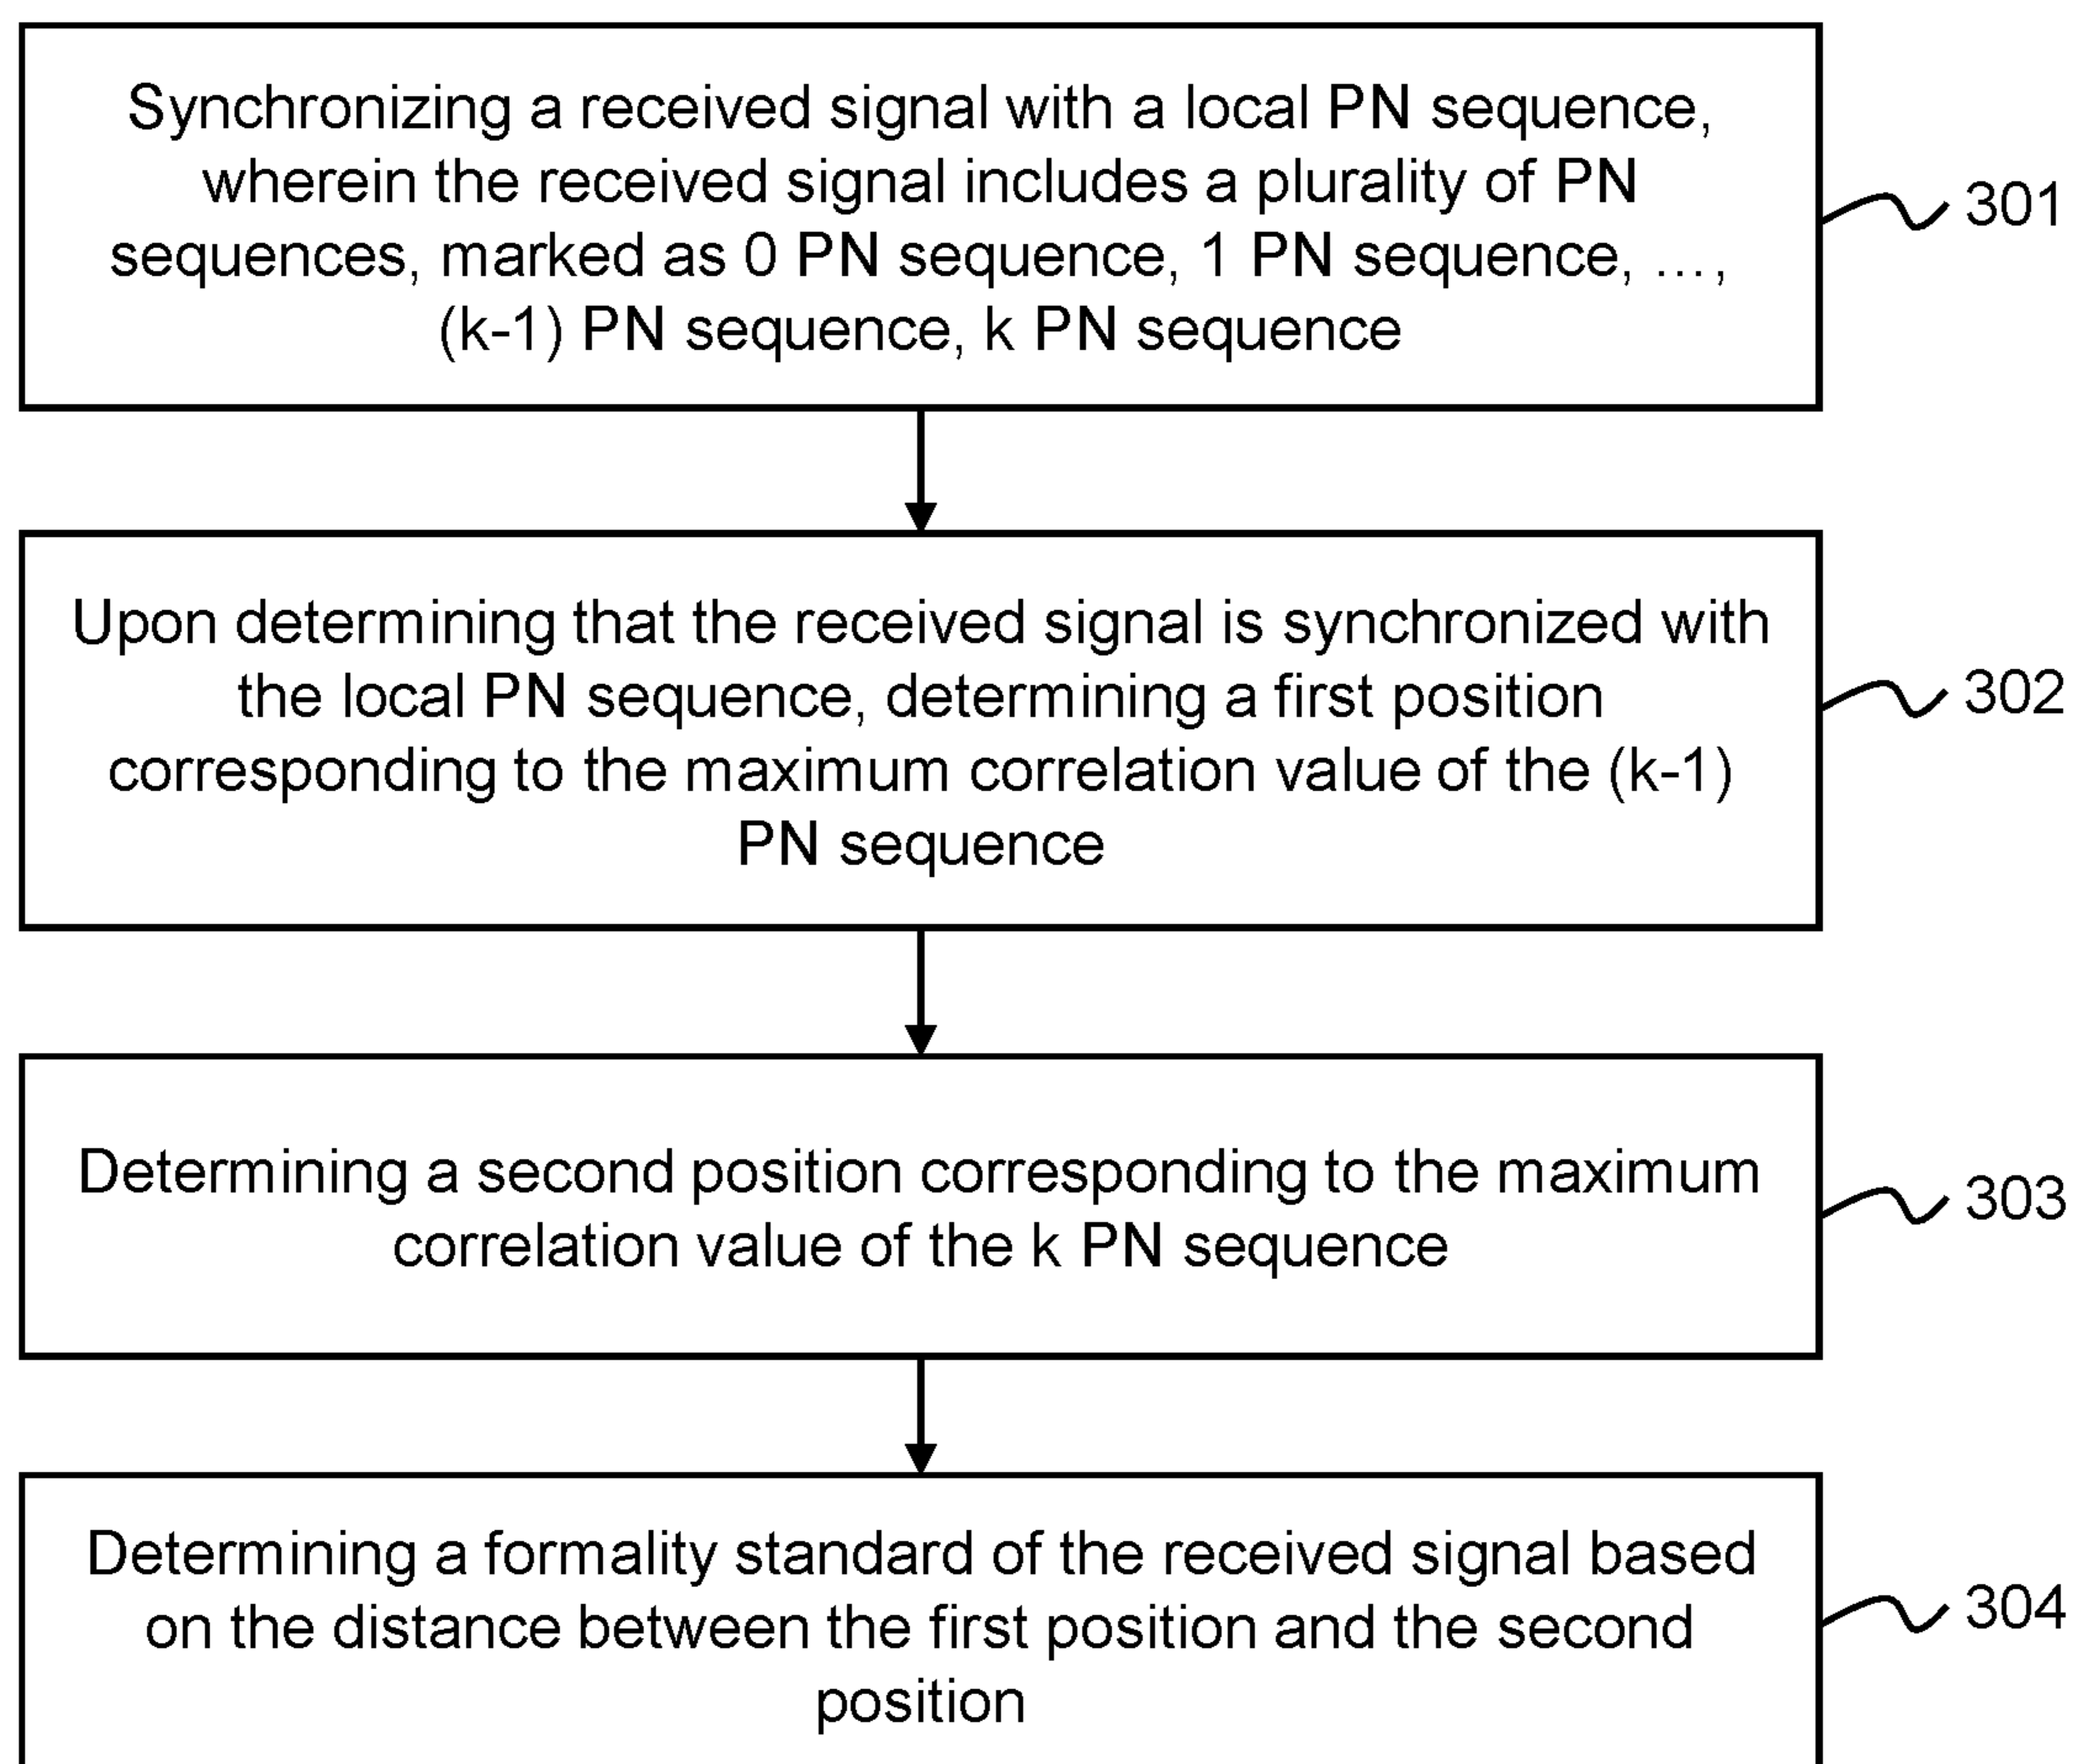 Synchronizing a received signal with a local PN sequence,
wherein the received signal includes a plurality of PN
sequences, marked as 0 PN sequence, 1 PN sequence, ...,
(k-1) PN sequence, k PN sequence
301
Upon determining that the received signal is synchronized with
the local PN sequence, determining a first position
corresponding to the maximum correlation value of the (k-1)
PN sequence
302
Determining a second position corresponding to the maximum
correlation value of the k PN sequence
303
Determining a formality standard of the received signal based
on the distance between the first position and the second
position
304